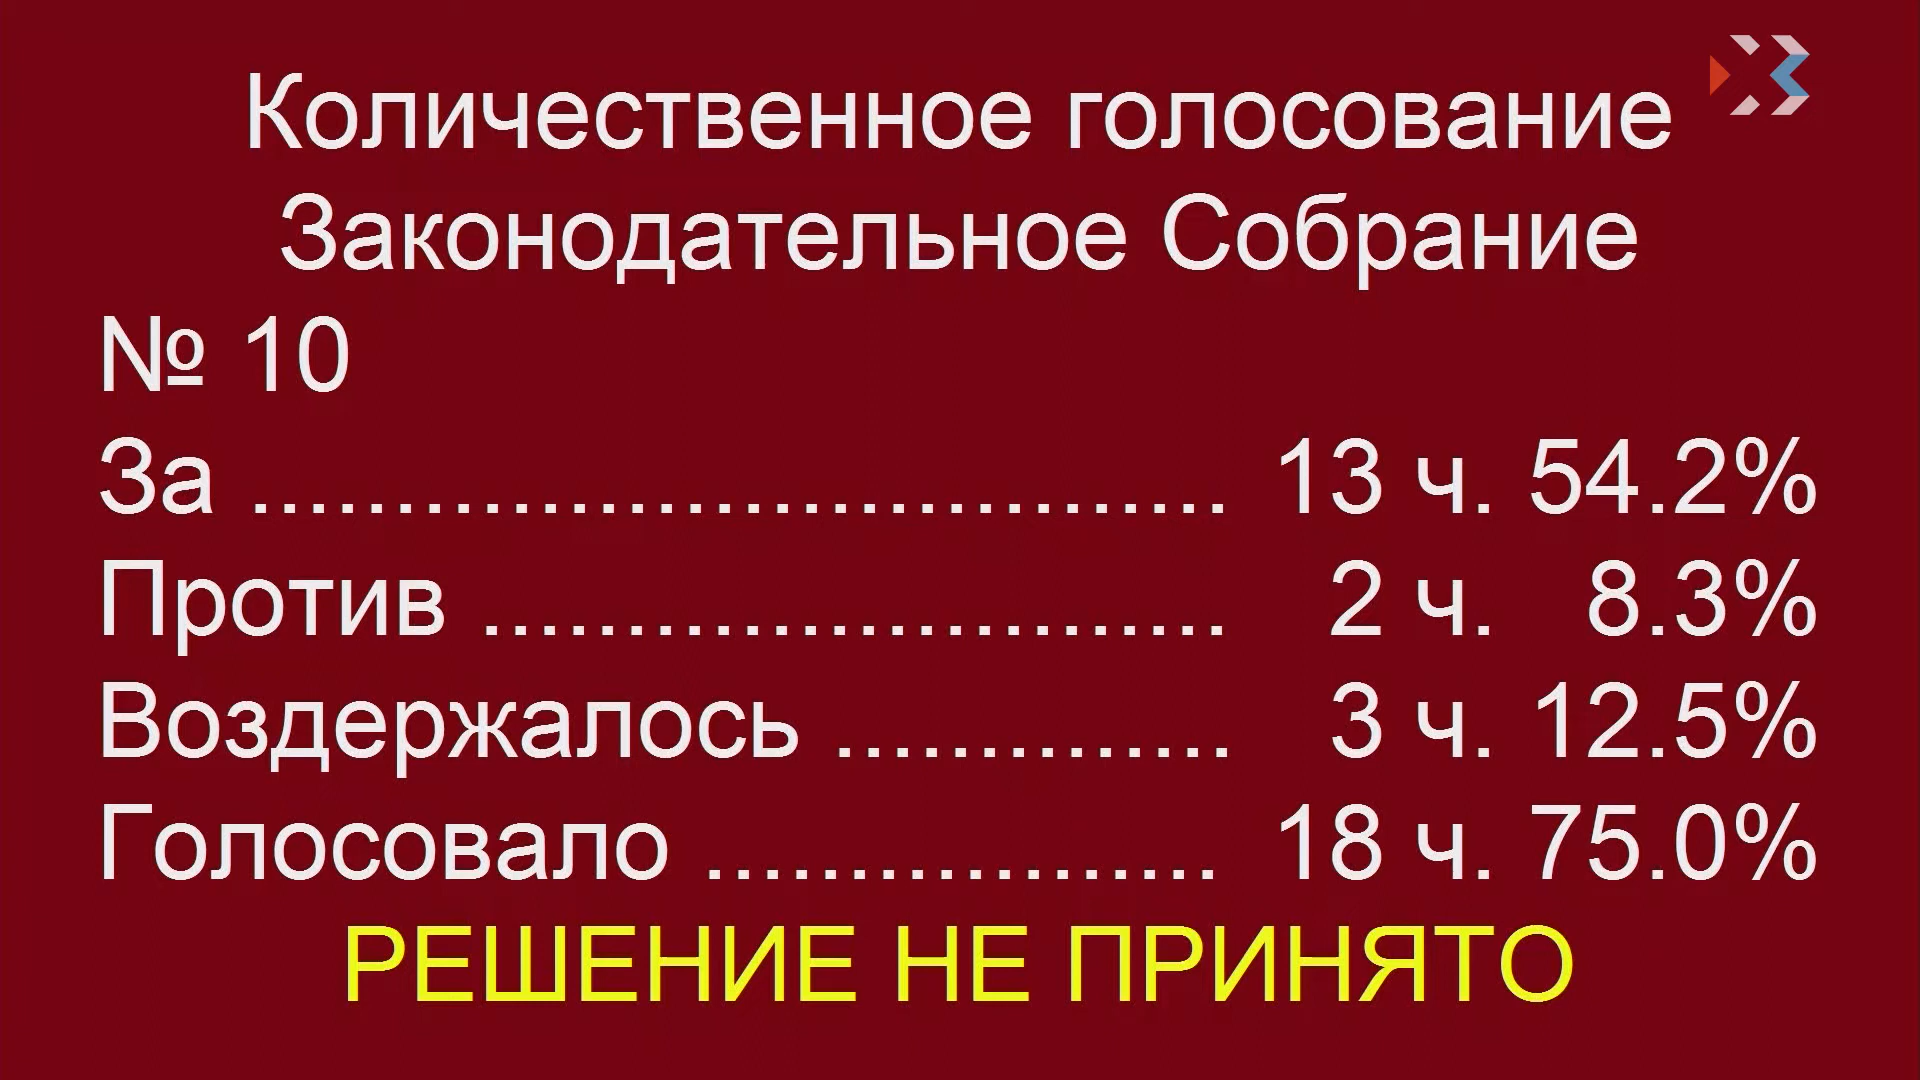 Количественное голосование
Законодательное Собрание
№ 10
За .................................. 13 ч. 54.2%
Против .......................... 2 ч. 8.3%
Воздержалось .............. 3 ч. 12.5%
Голосовало .................. 18 ч. 75.0%
РЕШЕНИЕ НЕ ПРИНЯТО